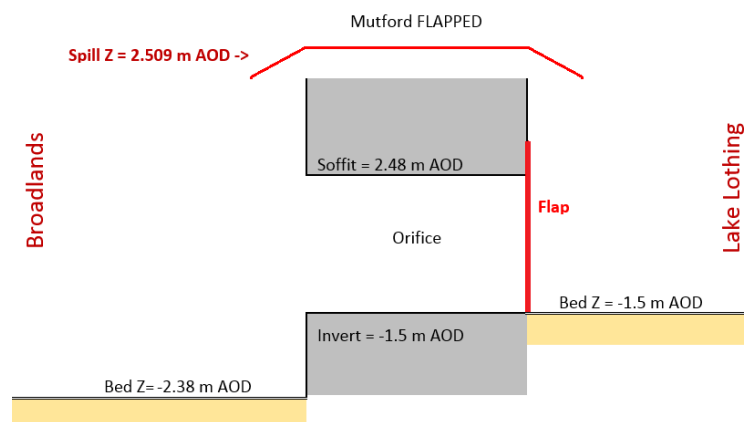 Mutford FLAPPED
Spill Z = 2.509 m AOD ->
Broadlands
Soffit = 2.48 m AOD
Lake Lothing
Flap
Orifice
Bed Z = -1.5 m AOD
Invert = -1.5 m AOD
Bed Z= -2.38 m AOD